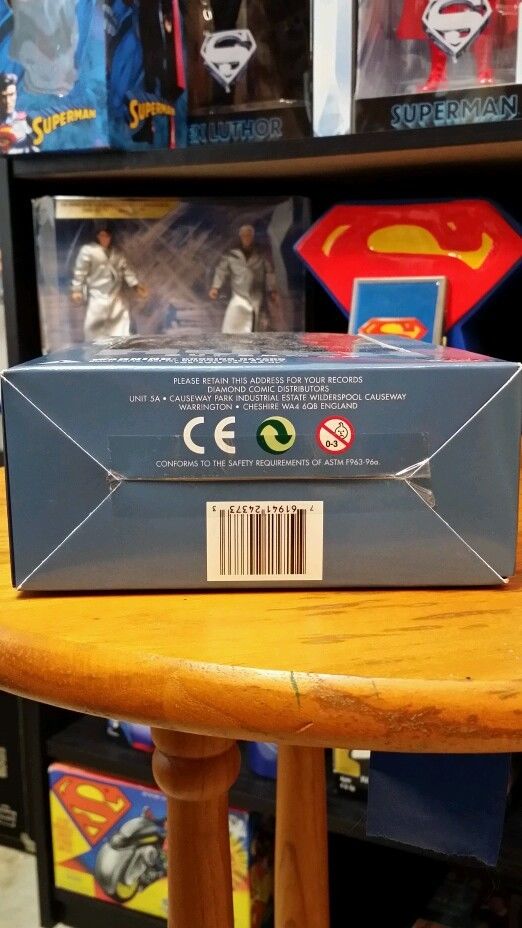 SUPERMAN
SUPERM
EX LUTHOR
SUPERMAN
PLEASE RETAIN THIS ADDRESS FOR YOUR RECORDS
DIAMOND COMIC DISTRIBUTORS
UNIT 5A • CAUSEWAY PARK INDUSTRIAL ESTATE WILDERSPOOL CAUSEWAY
WARRINGTON • CHESHIRE WA4 6QB ENGLAND
CE
0-3
CONFORMS TO THE SAFETY REQUIREMENTS OF ASTM F963-96a.
7 61941 24373 3